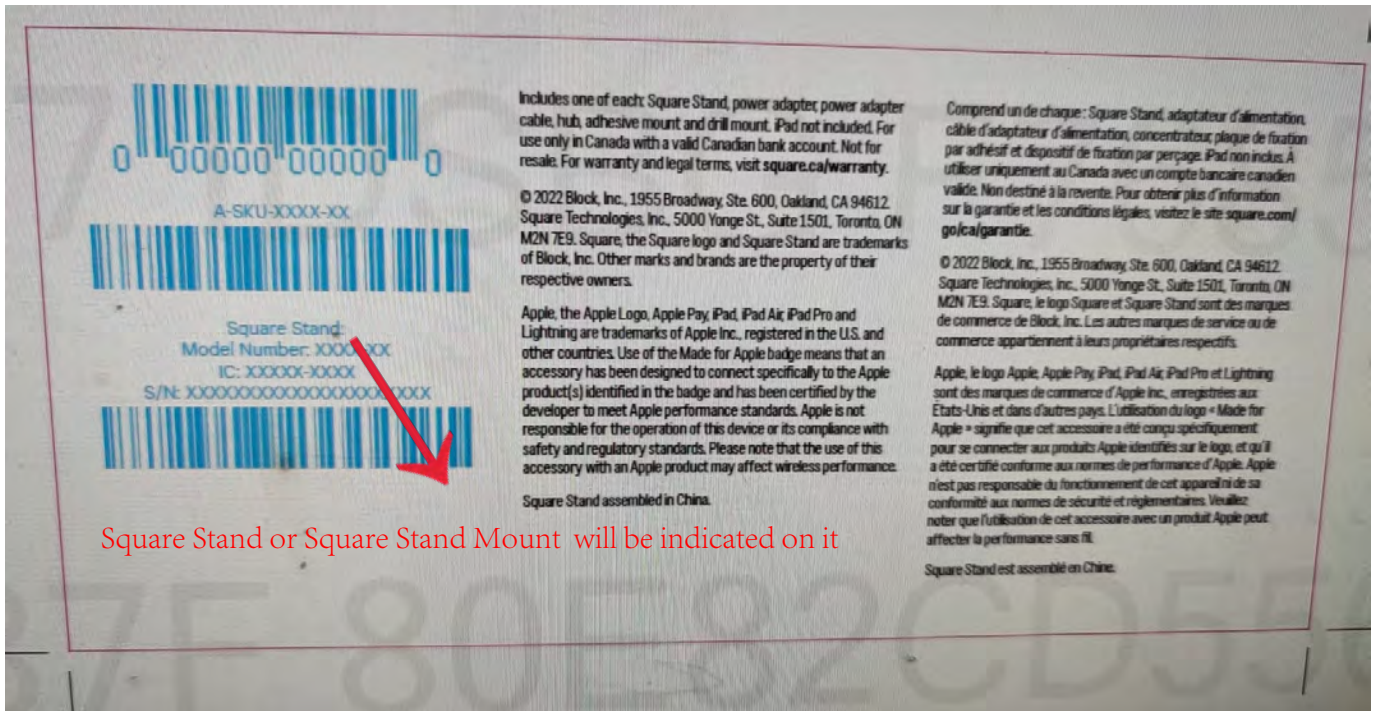 0 00000 00000 0
A-SKU-XXXX-XX
Square Stand:
Model Number: XXXX-XX
IC: XXXXX-XXXX
S/N: XXXXXXXXXXXXXXXXXXXXXX
Includes one of each: Square Stand, power adapter, power adapter
cable, hub, adhesive mount and drill mount. iPad not included. For
use only in Canada with a valid Canadian bank account. Not for
resale. For warranty and legal terms, visit square.ca/warranty.
© 2022 Block, Inc., 1955 Broadway, Ste. 600, Oakland, CA 94612.
Square Technologies, Inc., 5000 Yonge St., Suite 1501, Toronto, ON
M2N 7E9. Square, the Square logo and Square Stand are trademarks
of Block, Inc. Other marks and brands are the property of their
respective owners.
Apple, the Apple Logo, Apple Pay, iPad, iPad Air, iPad Pro and
Lightning are trademarks of Apple Inc., registered in the U.S. and
other countries. Use of the Made for Apple badge means that an
accessory has been designed to connect specifically to the Apple
product(s) identified in the badge and has been certified by the
developer to meet Apple performance standards. Apple is not
responsible for the operation of this device or its compliance with
safety and regulatory standards. Please note that the use of this
accessory with an Apple product may affect wireless performance.
Square Stand assembled in China.
Comprend un de chaque : Square Stand, adaptateur d'alimentation,
câble d'adaptateur d'alimentation, concentrateur, plaque de fixation
par adhésif et dispositif de fixation par perçage. iPad non inclus. À
utiliser uniquement au Canada avec un compte bancaire canadien
valide. Non destiné à la revente. Pour obtenir plus d'information
sur la garantie et les conditions légales, visitez le site square.com/
go/ca/garantie.
© 2022 Block, Inc., 1955 Broadway, Ste. 600, Oakland, CA 94612.
Square Technologies, Inc., 5000 Yonge St., Suite 1501, Toronto, ON
M2N 7E9. Square, le logo Square et Square Stand sont des marques
de commerce de Block, Inc. Les autres marques de service ou de
commerce appartiennent à leurs propriétaires respectifs.
Apple, le logo Apple, Apple Pay, iPad, iPad Air, iPad Pro et Lightning
sont des marques de commerce d'Apple Inc., enregistrées aux
États-Unis et dans d'autres pays. L'utilisation du logo « Made for
Apple » signifie que cet accessoire a été conçu spécifiquement
pour se connecter aux produits Apple identifiés sur le logo, et qu'il
a été certifié conforme aux normes de performance d'Apple. Apple
n'est pas responsable du fonctionnement de cet appareil ni de sa
conformité aux normes de sécurité et réglementaires. Veuillez
noter que l'utilisation de cet accessoire avec un produit Apple peut
affecter la performance sans fil.
Square Stand est assemblé en Chine.
Square Stand or Square Stand Mount will be indicated on it